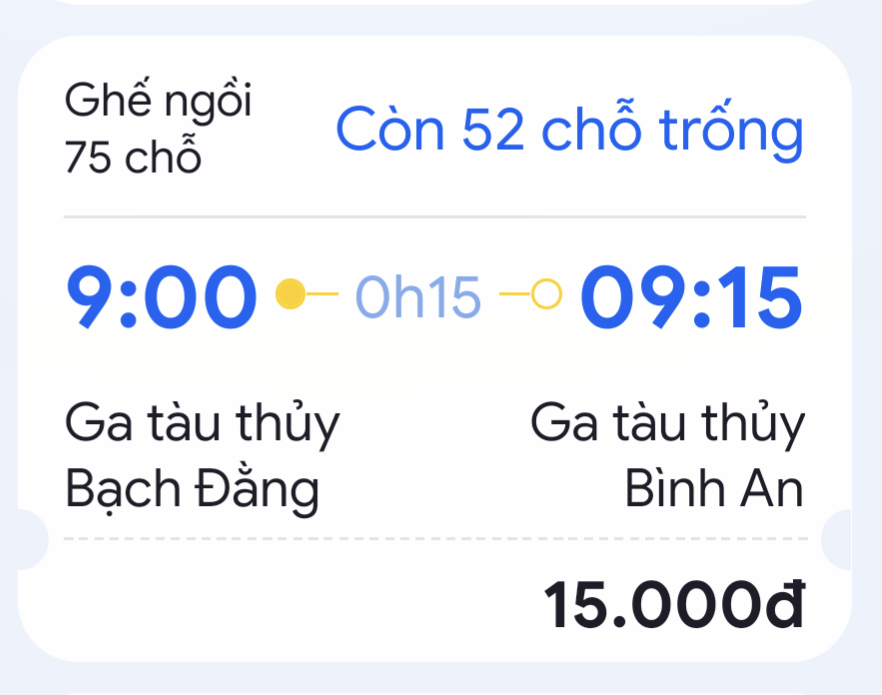 Ghế ngồi
75 chỗ
Còn 52 chỗ trống
9:00 0h15 09:15
Ga tàu thủy
Bạch Đằng
Ga tàu thủy
Bình An
15.000đ